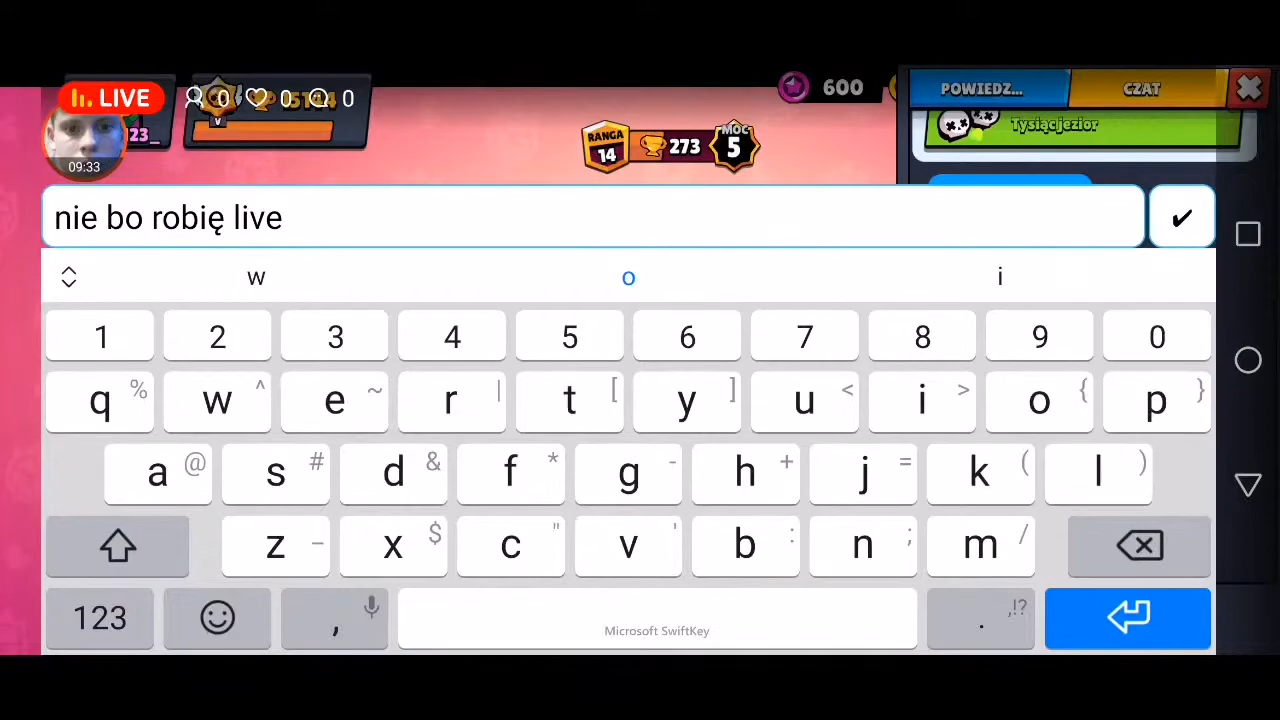 LIVE
0
0
0
23_
09:33
RANGA
14
273
MOC
5
600
POWIEDZ...
CZAT
Tysiącjezior
nie bo robię live
✔
w
o
i
1 2 3 4 5 6 7 8 9 0
q % w ^ e ~ r | t [ y ] u < i > o { p }
a @ s # d & f * g - h + j = k ( l )
z _ x $ c " v ' b : n ; m /
123 , Microsoft SwiftKey . ,!?